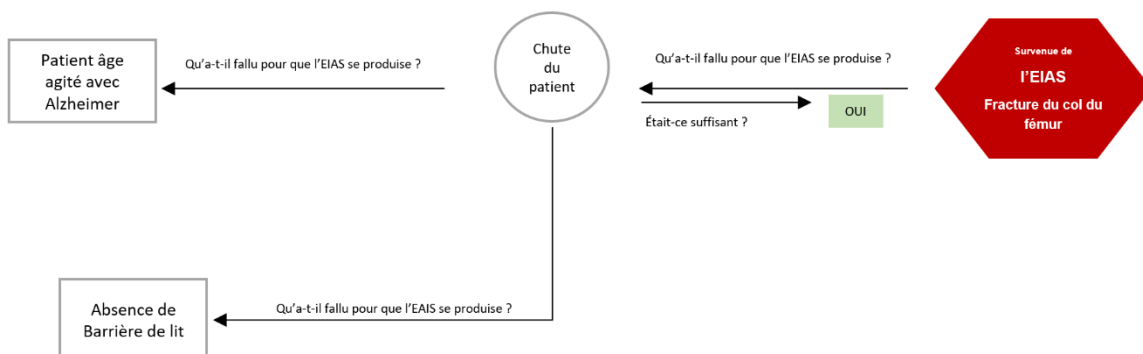 Patient âge
agité avec
Alzheimer
Qu'a-t-il fallu pour que l'EIAS se produise ?
Chute
du
patient
Qu'a-t-il fallu pour que l'EIAS se produise ?
Était-ce suffisant ?
OUI
Survenue de
l'EIAS
Fracture du col du
fémur
Absence de
Barrière de lit
Qu'a-t-il fallu pour que l'EAIS se produise ?